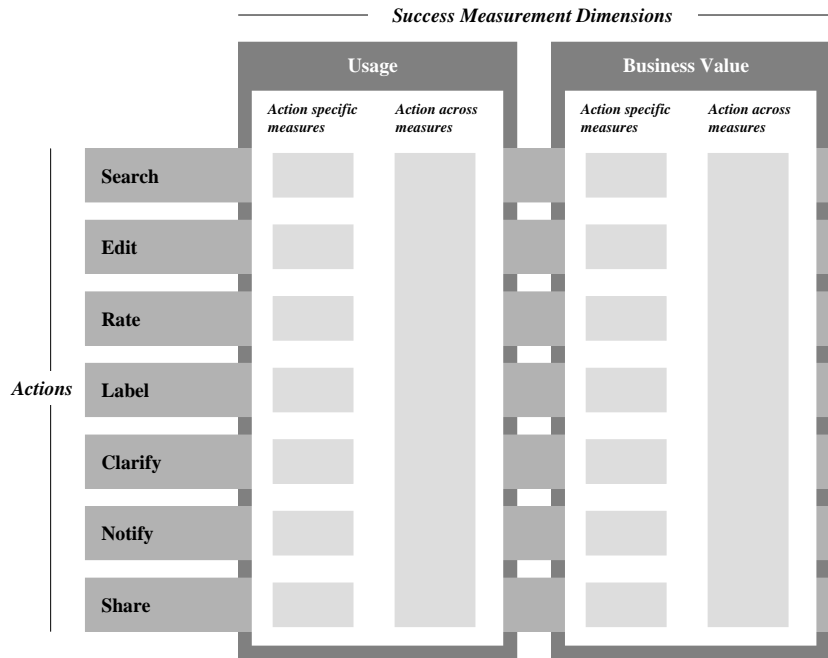 Success Measurement Dimensions
Usage
Business Value
Action specific
measures
Action across
measures
Action specific
measures
Action across
measures
Search
Edit
Rate
Label
Actions
Clarify
Notify
Share